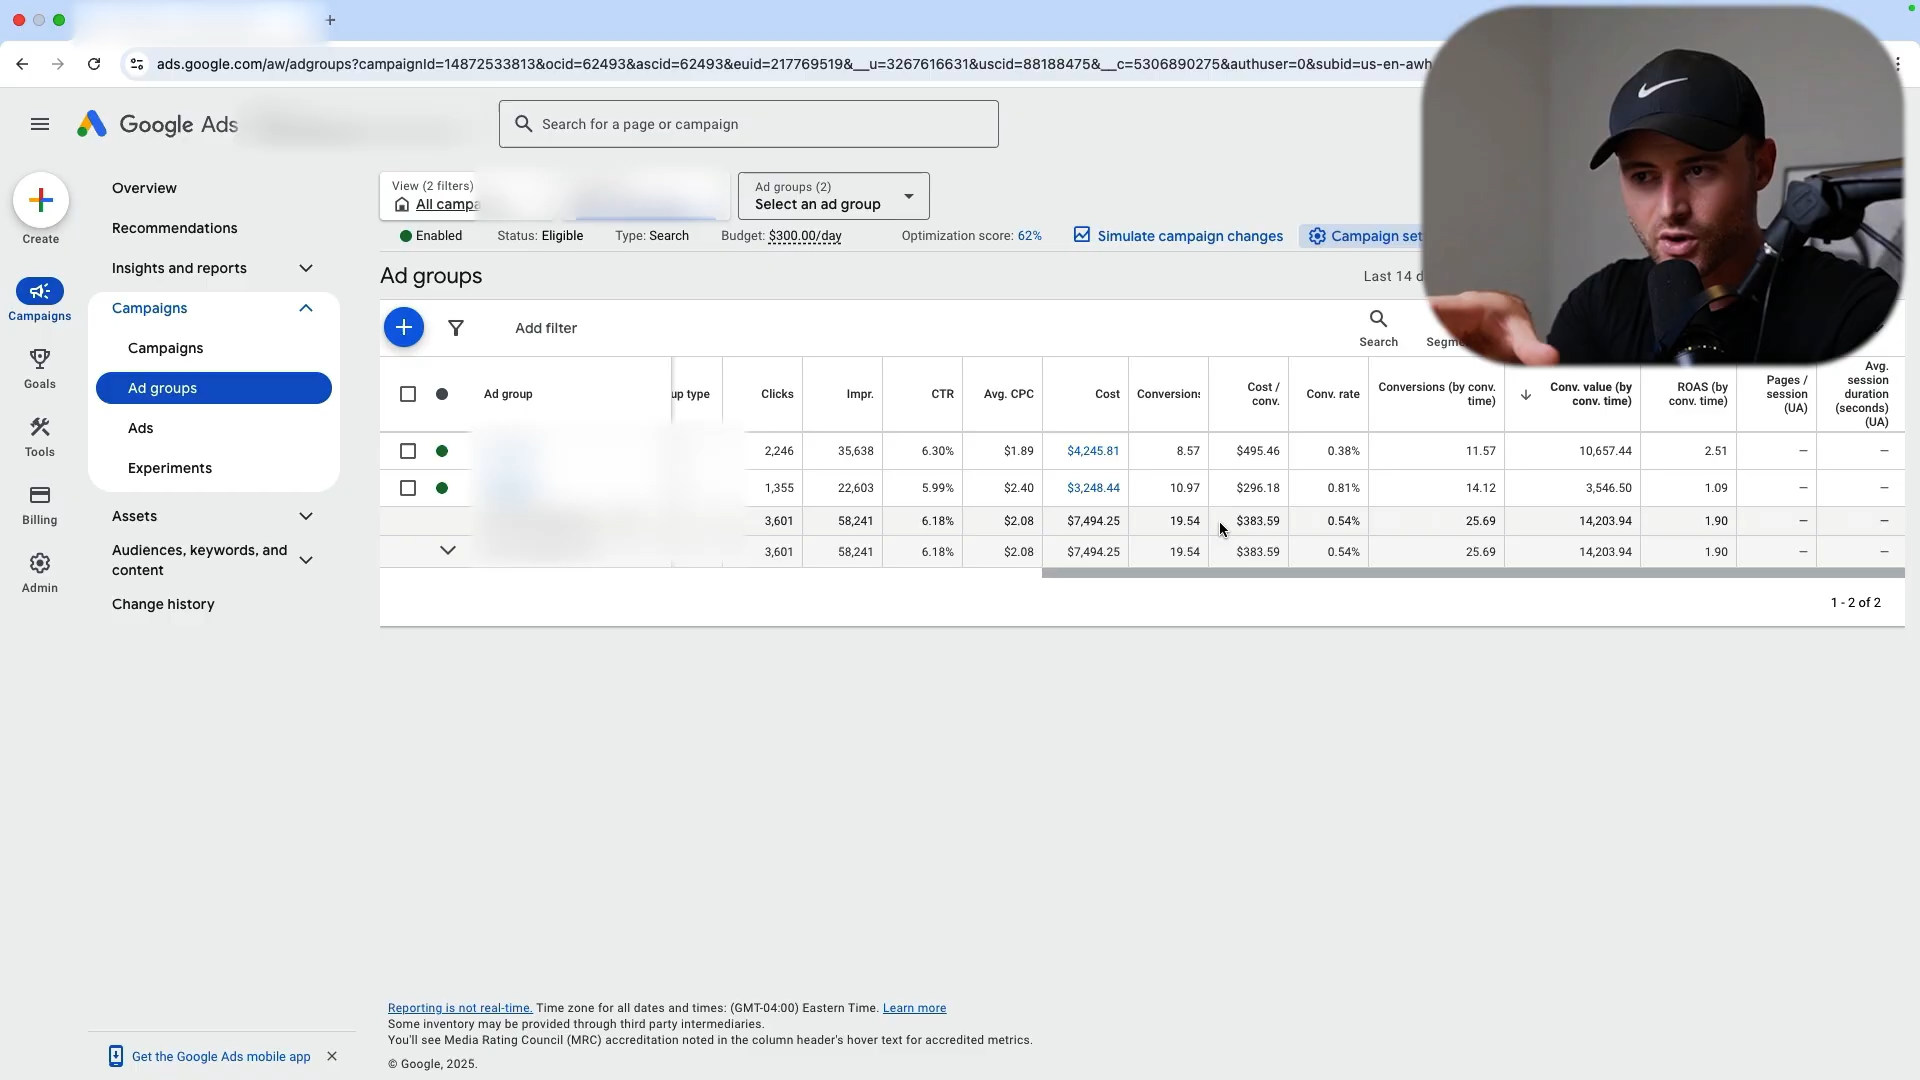 ads.google.com/aw/adgroups?campaignId=14872533813&ocid=62493&ascid=62493&euid=217769519&__u=3267616631&uscid=88188475&__c=5306890275&authuser=0&subid=us-en-awh
Google Ads
Search for a page or campaign
Create
Campaigns
Goals
Tools
Billing
Admin
Overview
Recommendations
Insights and reports
Campaigns
Campaigns
Ad groups
Ads
Experiments
Assets
Audiences, keywords, and
content
Change history
Get the Google Ads mobile app
View (2 filters)
All campa
Ad groups (2)
Select an ad group
Enabled Status: Eligible Type: Search Budget: $300.00/day Optimization score: 62% Simulate campaign changes Campaign set
Ad groups Last 14 d
Add filter
Search Segme
Ad group up type Clicks Impr. CTR Avg. CPC Cost Conversions Cost / conv. Conv. rate Conversions (by conv. time) Conv. value (by conv. time) ROAS (by conv. time) Pages / session (UA) Avg. session duration (seconds) (UA)
2,246 35,638 6.30% $1.89 $4,245.81 8.57 $495.46 0.38% 11.57 10,657.44 2.51 – –
1,355 22,603 5.99% $2.40 $3,248.44 10.97 $296.18 0.81% 14.12 3,546.50 1.09 – –
3,601 58,241 6.18% $2.08 $7,494.25 19.54 $383.59 0.54% 25.69 14,203.94 1.90 – –
3,601 58,241 6.18% $2.08 $7,494.25 19.54 $383.59 0.54% 25.69 14,203.94 1.90 – –
1 - 2 of 2
Reporting is not real-time. Time zone for all dates and times: (GMT-04:00) Eastern Time. Learn more
Some inventory may be provided through third party intermediaries.
You'll see Media Rating Council (MRC) accreditation noted in the column header's hover text for accredited metrics.
© Google, 2025.